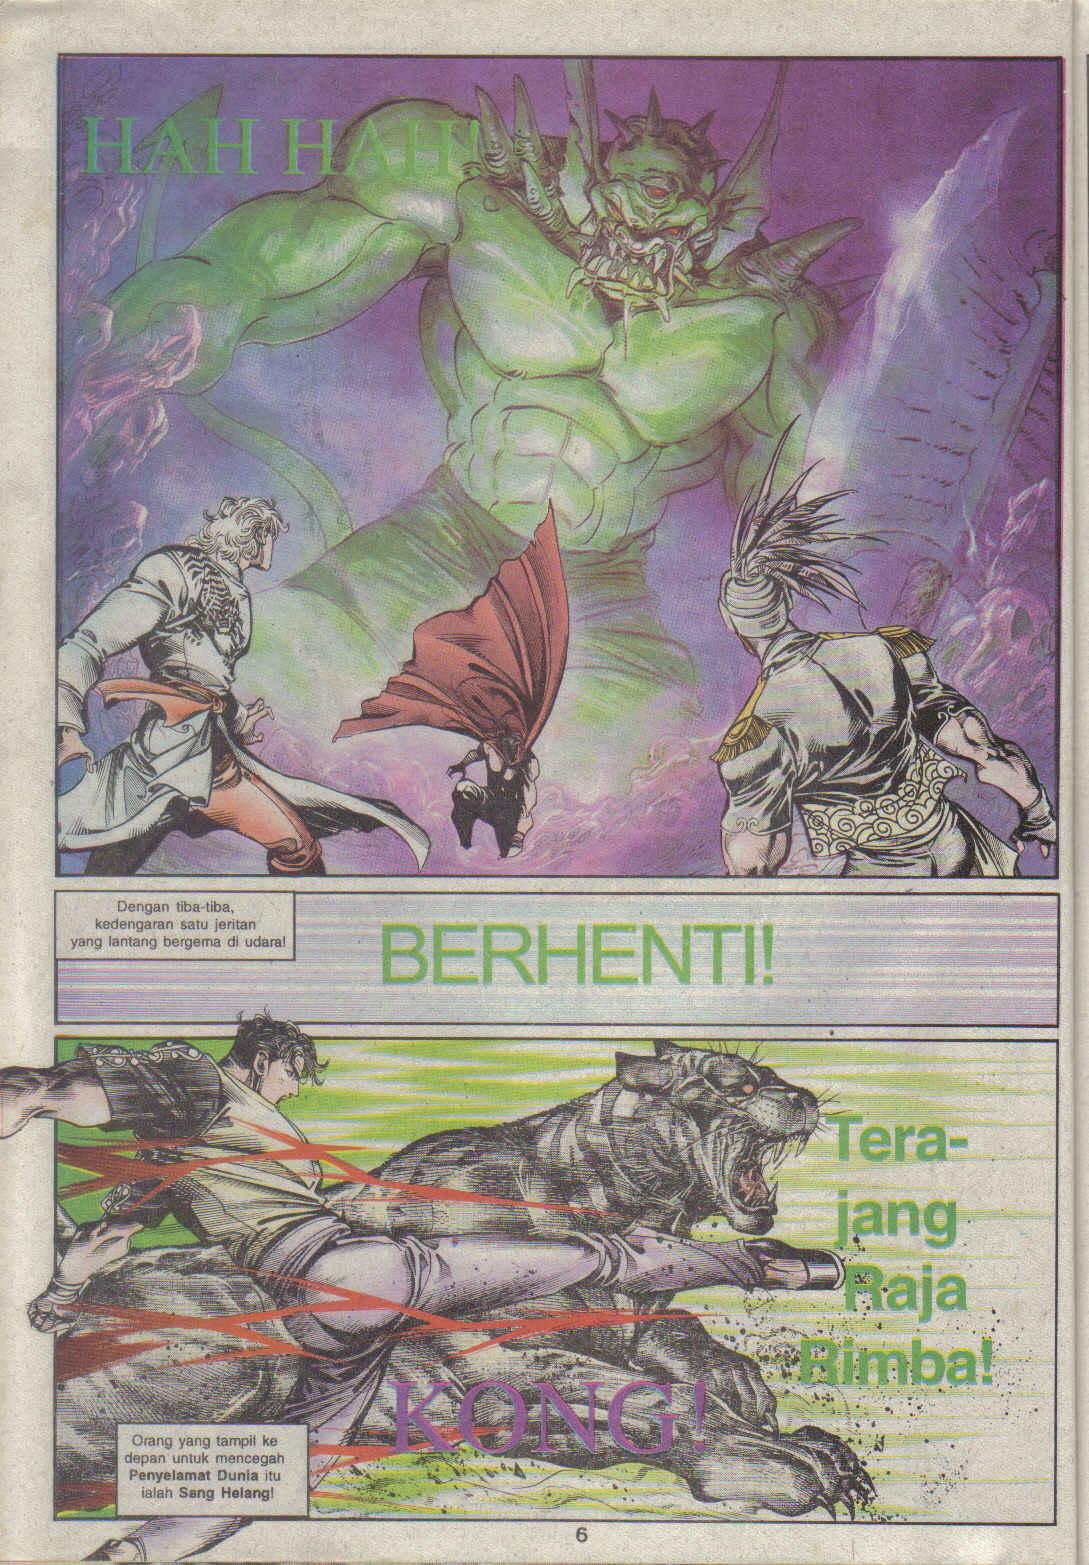 HAH HAH!
Dengan tiba-tiba,
kedengaran satu jeritan
yang lantang bergema di udara!
BERHENTI!
Tera-
jang
Raja
Rimba!
KONG!
Orang yang tampil ke
depan untuk mencegah
Penyelamat Dunia itu
ialah Sang Helang!
6